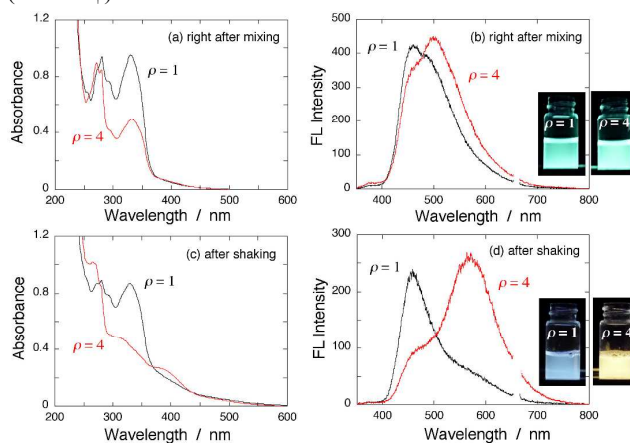 (a) right after mixing
ρ = 1
ρ = 4
Absorbance
1.2
0.8
0.4
0
200 300 400 500 600
Wavelength / nm
(b) right after mixing
ρ = 1
ρ = 4
FL Intensity
500
400
300
200
100
0
400 500 600 700 800
Wavelength / nm
ρ = 1
ρ = 4
(c) after shaking
ρ = 1
ρ = 4
Absorbance
1.2
0.8
0.4
0
200 300 400 500 600
Wavelength / nm
(d) after shaking
ρ = 1
ρ = 4
FL Intensity
300
200
100
0
400 500 600 700 800
Wavelength / nm
ρ = 1
ρ = 4